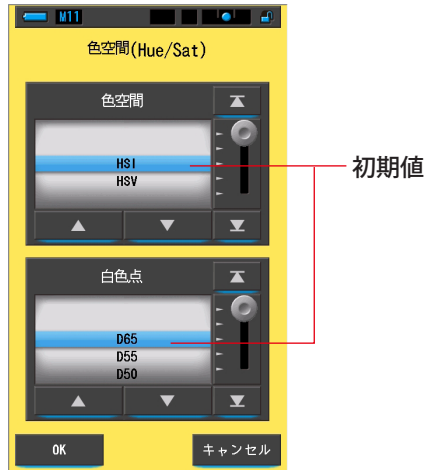 M11
色空間(Hue/Sat)
色空間
HSI
HSV
初期値
白色点
D65
D55
D50
OK
キャンセル